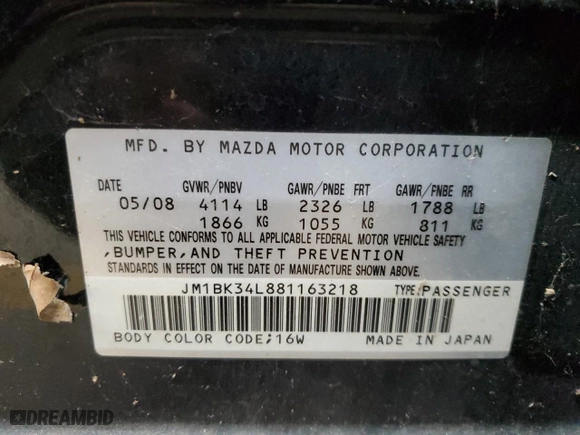 MFD. BY MAZDA MOTOR CORPORATION
GVWR/PNBV GAWR/PNBE FRT GAWR/PNBE RR
05/08 4114 LB 2326 LB 1788 LB
1866 KG 1055 KG 811 KG
THIS VEHICLE CONFORMS TO ALL APPLICABLE FEDERAL MOTOR VEHICLE SAFETY
,BUMPER,AND THEFT PREVENTION
STANDARDS IN EFFECT ON THE DATE OF MANUFACTURE SHOWN ABOVE.
JM1BK34L881163218 TYPE:PASSENGER
BODY COLOR CODE;16W MADE IN JAPAN
DREAMBID